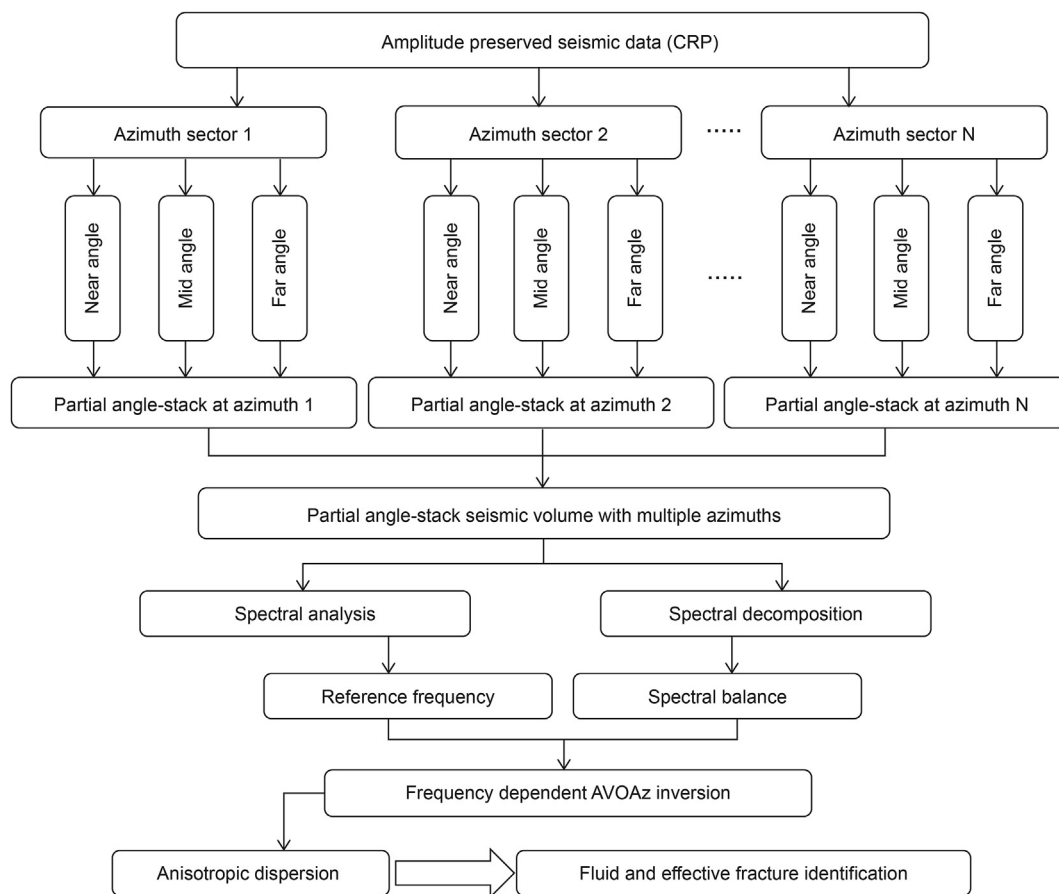 Amplitude preserved seismic data (CRP)
Azimuth sector 1
Azimuth sector 2
.....
Azimuth sector N
Near angle
Mid angle
Far angle
Near angle
Mid angle
Far angle
.....
Near angle
Mid angle
Far angle
Partial angle-stack at azimuth 1
Partial angle-stack at azimuth 2
Partial angle-stack at azimuth N
Partial angle-stack seismic volume with multiple azimuths
Spectral analysis
Spectral decomposition
Reference frequency
Spectral balance
Frequency dependent AVOAz inversion
Anisotropic dispersion
Fluid and effective fracture identification